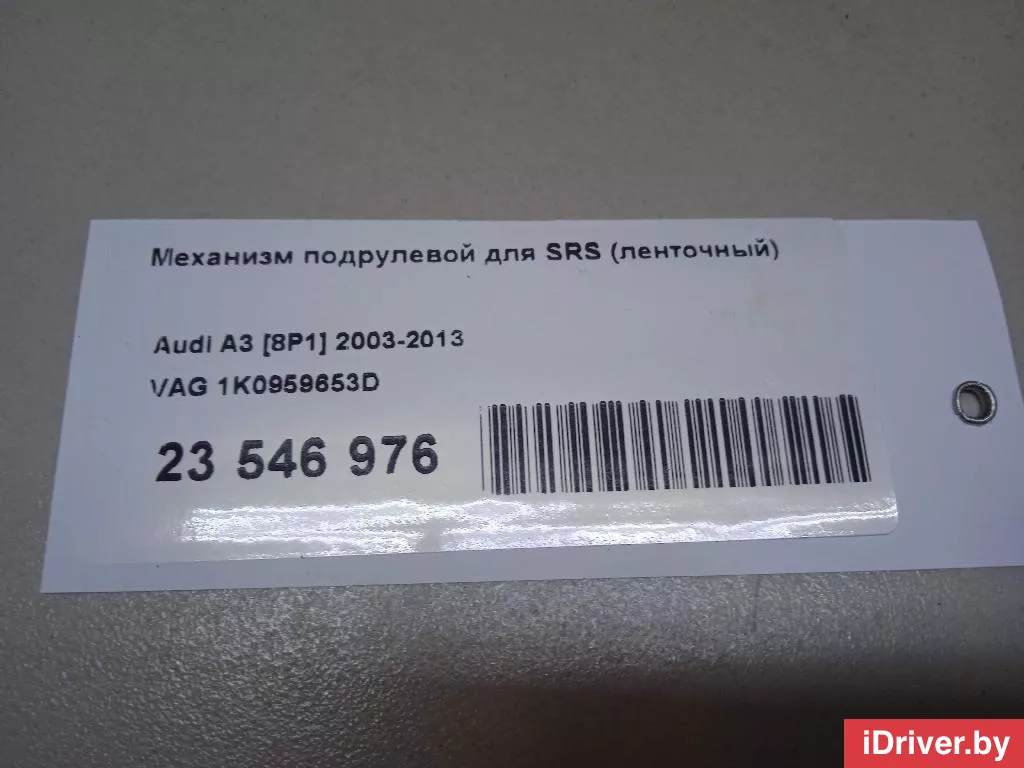 Механизм подрулевой для SRS (ленточный)
Audi A3 [8P1] 2003-2013
VAG 1K0959653D
23 546 976
iDriver.by